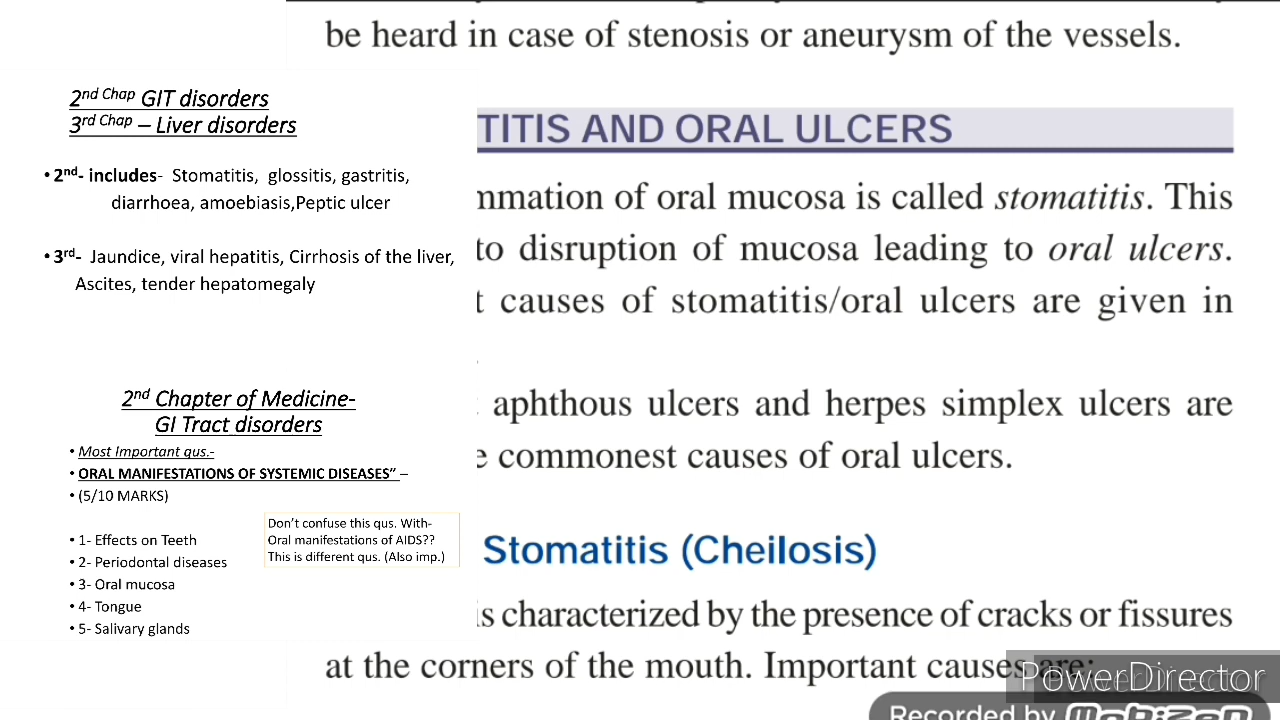 be heard in case of stenosis or aneurysm of the vessels.
2nd Chap GIT disorders
3rd Chap – Liver disorders
• 2nd- includes- Stomatitis, glossitis, gastritis,
diarrhoea, amoebiasis,Peptic ulcer
• 3rd- Jaundice, viral hepatitis, Cirrhosis of the liver,
Ascites, tender hepatomegaly
2nd Chapter of Medicine-
GI Tract disorders
• Most Important qus.-
• ORAL MANIFESTATIONS OF SYSTEMIC DISEASES” –
• (5/10 MARKS)
• 1- Effects on Teeth
• 2- Periodontal diseases
• 3- Oral mucosa
• 4- Tongue
• 5- Salivary glands
Don’t confuse this qus. With-
Oral manifestations of AIDS??
This is different qus. (Also imp.)
TITIS AND ORAL ULCERS
mmation of oral mucosa is called stomatitis. This
to disruption of mucosa leading to oral ulcers.
t causes of stomatitis/oral ulcers are given in
aphthous ulcers and herpes simplex ulcers are
e commonest causes of oral ulcers.
Stomatitis (Cheilosis)
is characterized by the presence of cracks or fissures
at the corners of the mouth. Important causes are:
PowerDirector
Recorded by MobiZen